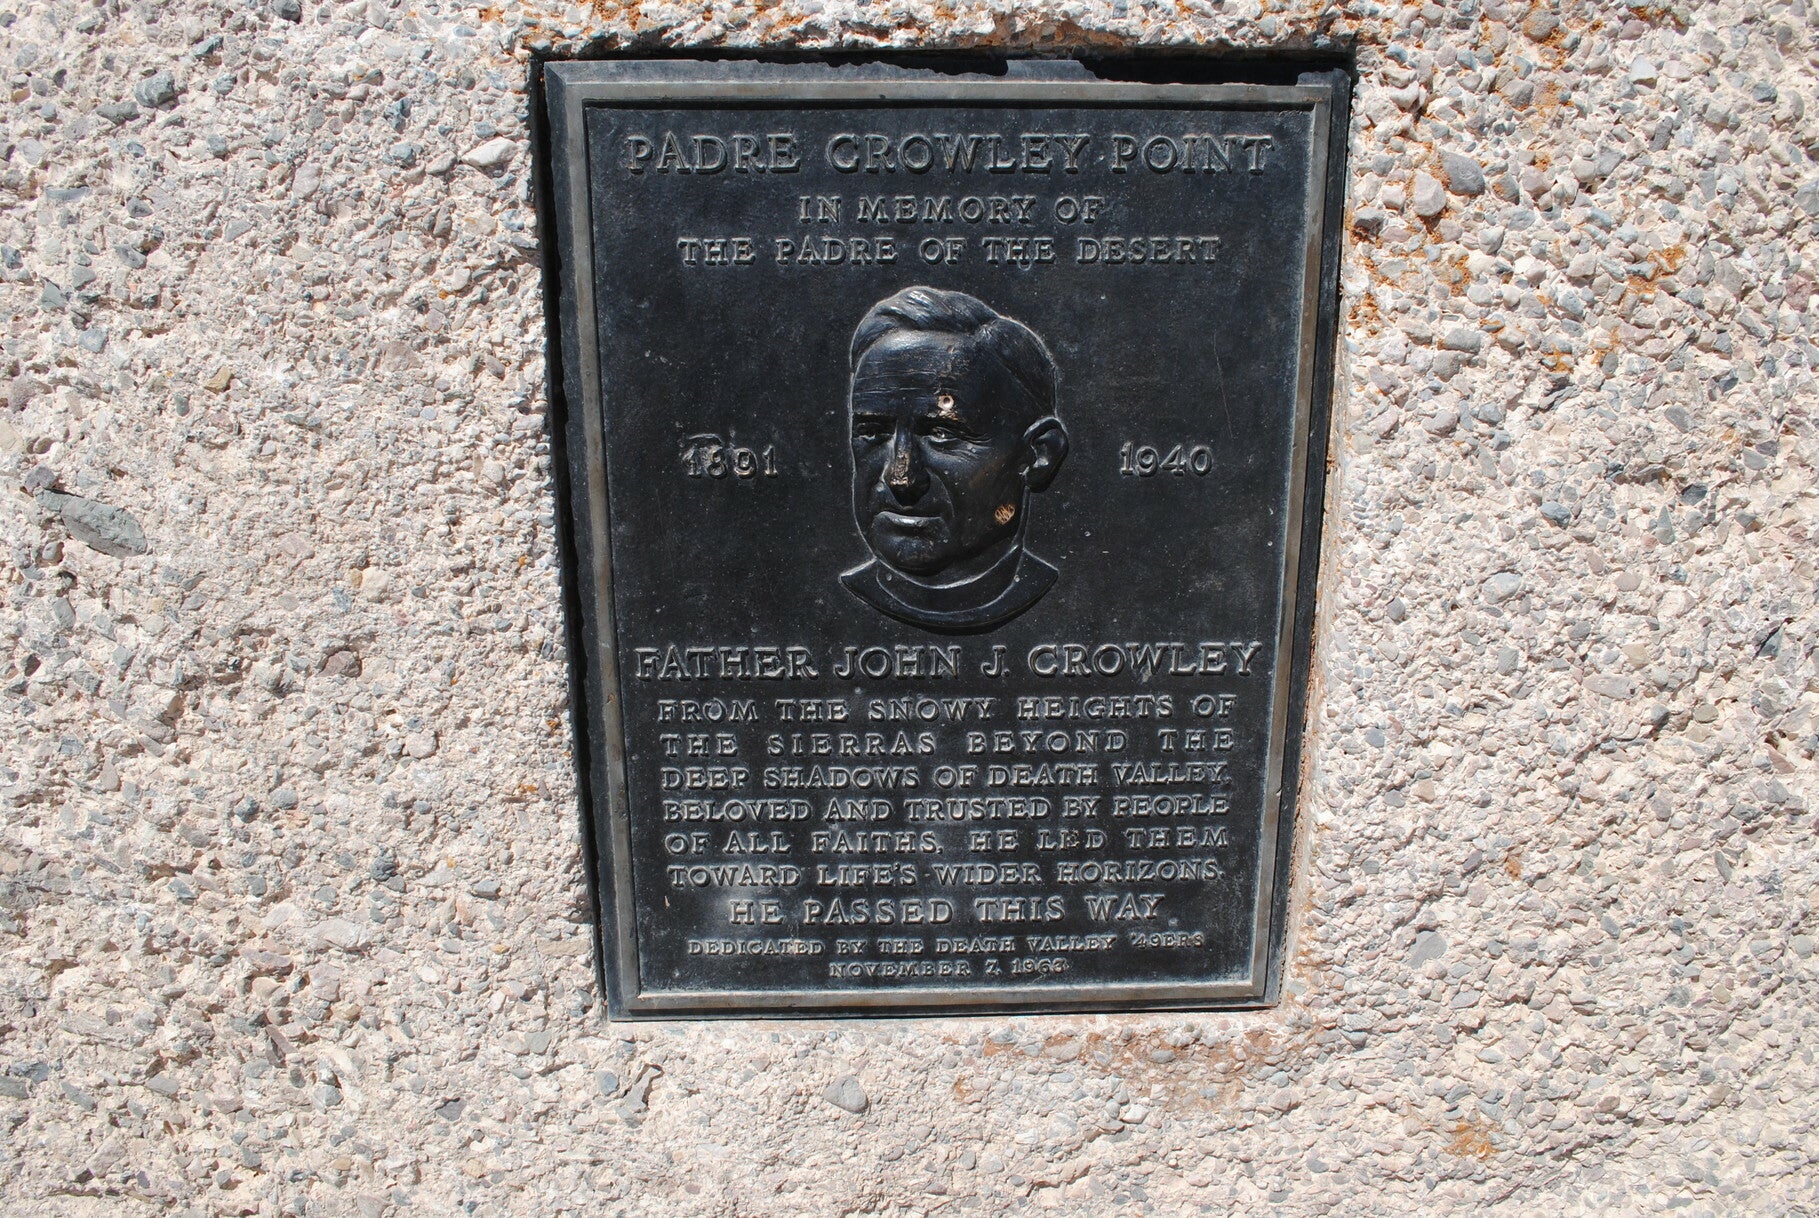 PADRE CROWLEY POINT
IN MEMORY OF
THE PADRE OF THE DESERT
1891 1940
FATHER JOHN J. CROWLEY
FROM THE SNOWY HEIGHTS OF
THE SIERRAS BEYOND THE
DEEP SHADOWS OF DEATH VALLEY,
BELOVED AND TRUSTED BY PEOPLE
OF ALL FAITHS, HE LED THEM
TOWARD LIFE'S WIDER HORIZONS.
HE PASSED THIS WAY
DEDICATED BY THE DEATH VALLEY '49ERS
NOVEMBER 7, 1963